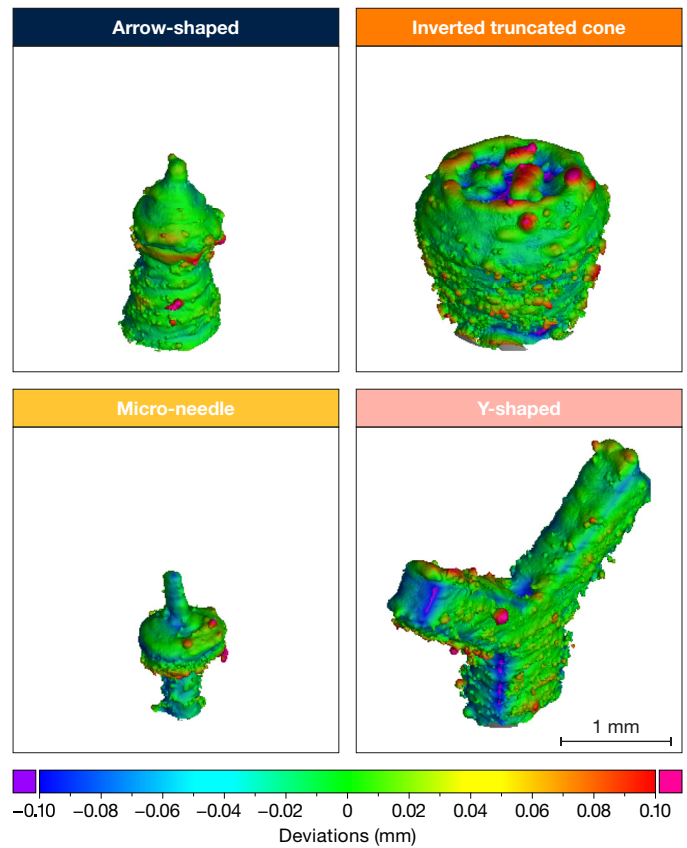 Arrow-shaped
Inverted truncated cone
Micro-needle
Y-shaped
1 mm
−0.10 −0.08 −0.06 −0.04 −0.02 0 0.02 0.04 0.06 0.08 0.10
Deviations (mm)